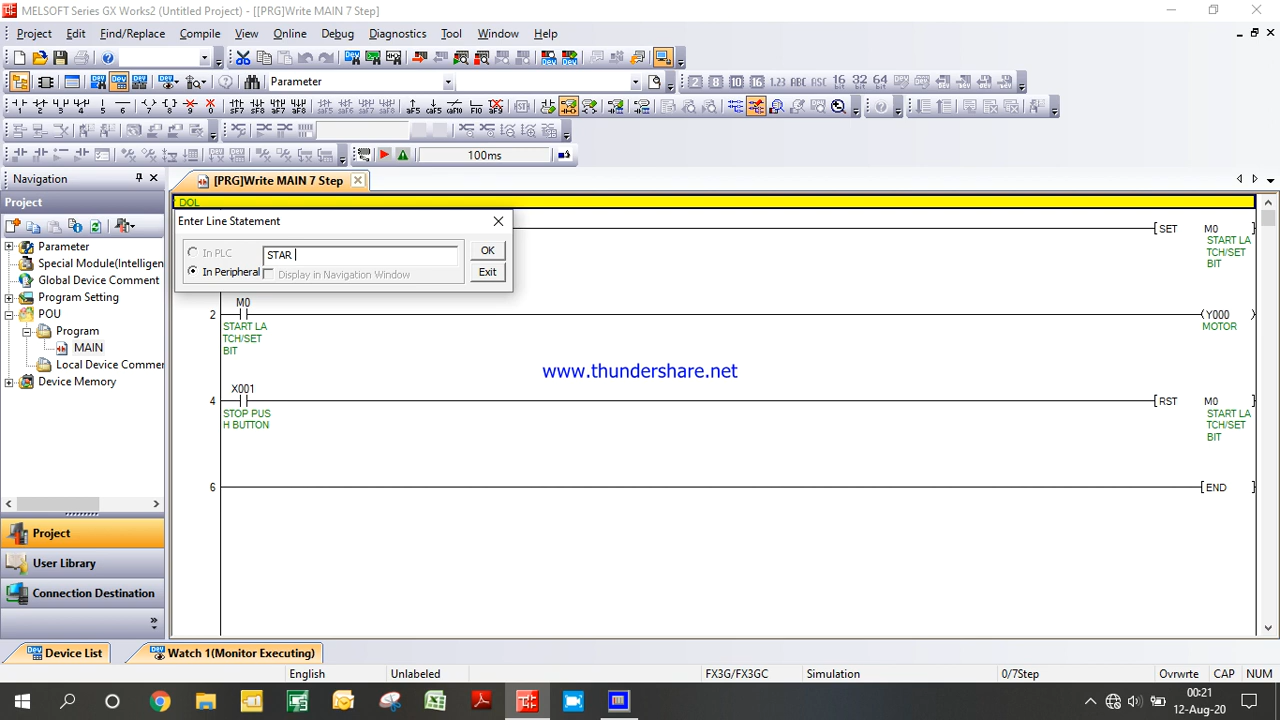 MELSOFT Series GX Works2 (Untitled Project) - [[PRG]Write MAIN 7 Step]
Project Edit Find/Replace Compile View Online Debug Diagnostics Tool Window Help
Parameter
100ms
Navigation
[PRG]Write MAIN 7 Step
Project
DOL
Enter Line Statement
In PLC
STAR
OK
In Peripheral
Display in Navigation Window
Exit
SET M0
START LA
TCH/SET
BIT
Parameter
Special Module(Intelligen
Global Device Comment
Program Setting
POU
Program
MAIN
Local Device Commer
Device Memory
M0
2
START LA
TCH/SET
BIT
Y000
MOTOR
www.thundershare.net
X001
4
STOP PUS
H BUTTON
RST M0
START LA
TCH/SET
BIT
6
END
Project
User Library
Connection Destination
Device List
Watch 1(Monitor Executing)
English Unlabeled FX3G/FX3GC Simulation 0/7Step Ovrwrte CAP NUM
00:21
12-Aug-20